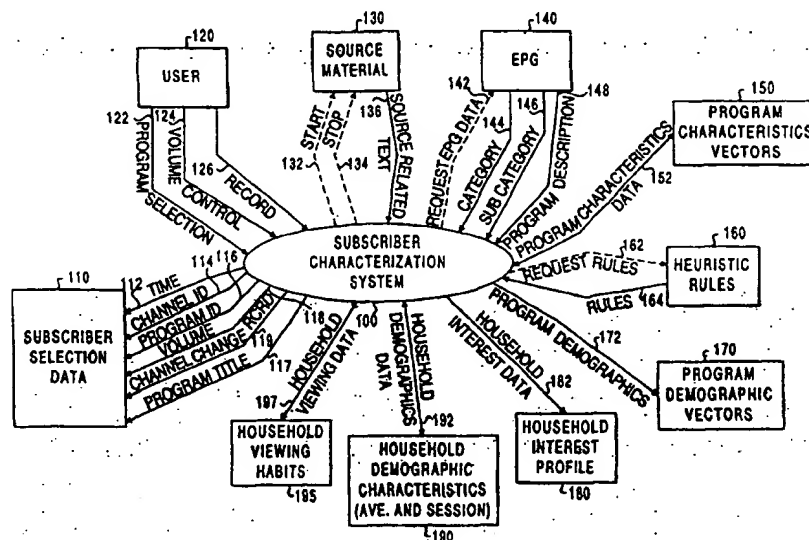 120
USER
130
SOURCE
MATERIAL
140
EPG
150
PROGRAM
CHARACTERISTICS
VECTORS
122
PROGRAM
SELECTION
124
VOLUME
CONTROL
126
RECORD
START
132
STOP
134
136
SOURCE RELATED
TEXT
142
REQUEST EPG DATA
144
CATEGORY
146
SUB CATEGORY
148
PROGRAM DESCRIPTION
PROGRAM CHARACTERISTICS
DATA
152
SUBSCRIBER
CHARACTERIZATION
SYSTEM
100
160
HEURISTIC
RULES
162
REQUEST RULES
RULES
164
110
SUBSCRIBER
SELECTION
DATA
112
TIME
114
CHANNEL ID
116
PROGRAM ID
VOLUME
RCRD
118
CHANNEL CHANGE
119
PROGRAM TITLE
117
HOUSEHOLD
VIEWING DATA
197
HOUSEHOLD
DEMOGRAPHICS
DATA
192
HOUSEHOLD
INTEREST DATA
182
PROGRAM DEMOGRAPHICS
172
170
PROGRAM
DEMOGRAPHIC
VECTORS
HOUSEHOLD
VIEWING
HABITS
195
HOUSEHOLD
DEMOGRAPHIC
CHARACTERISTICS
(AVE. AND SESSION)
190
HOUSEHOLD
INTEREST
PROFILE
180